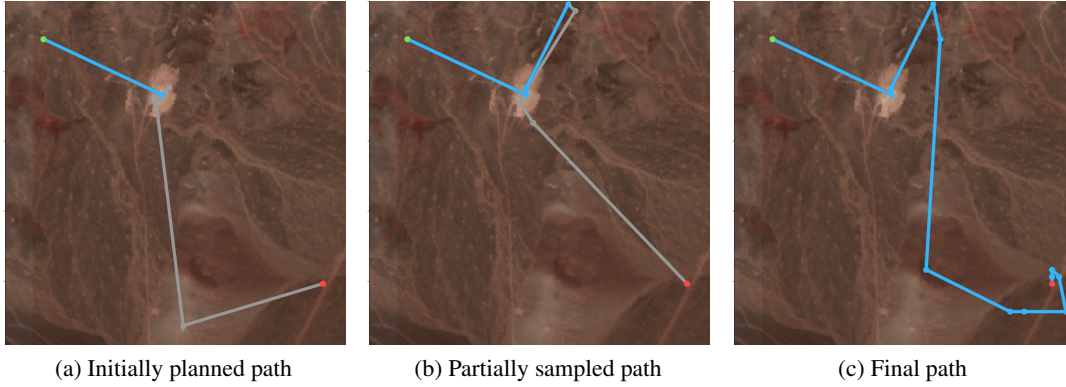 (a) Initially planned path
(b) Partially sampled path
(c) Final path